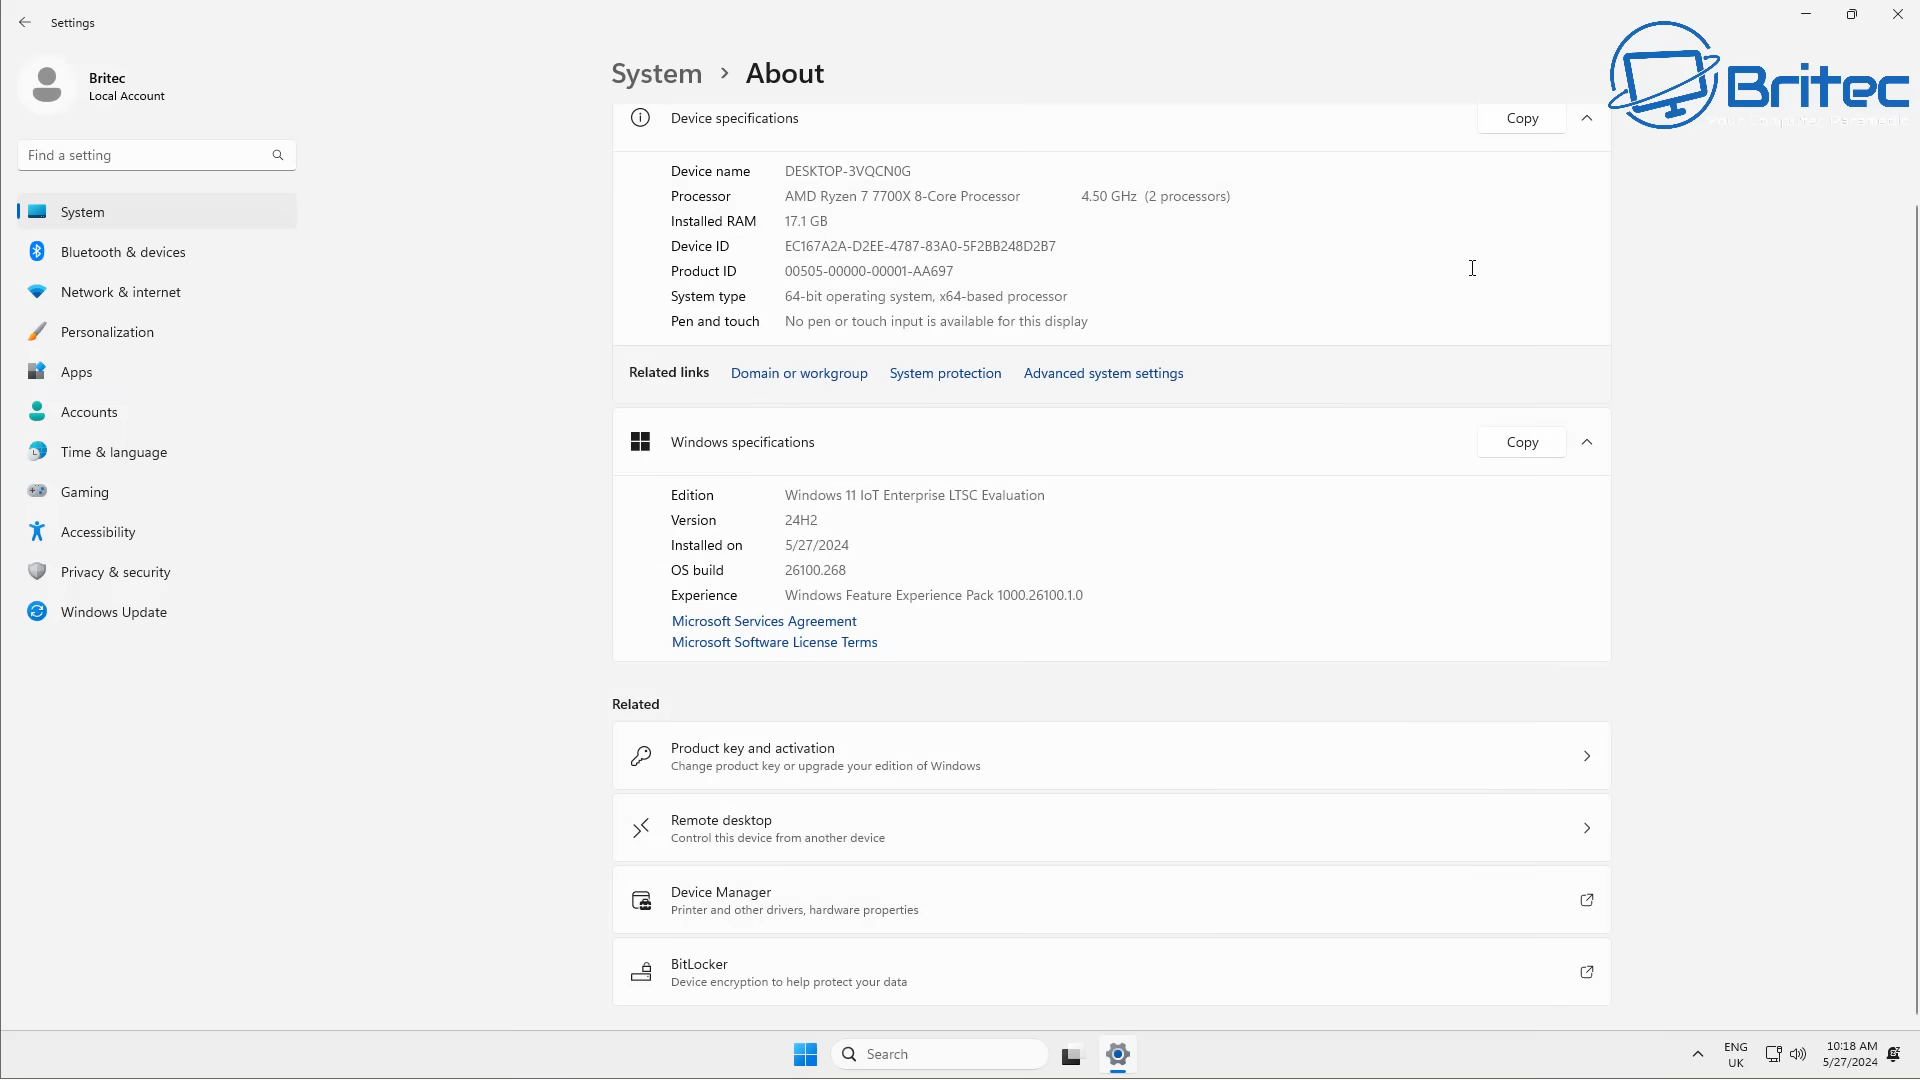 Settings
Britec
Local Account
Find a setting
System
Bluetooth & devices
Network & internet
Personalization
Apps
Accounts
Time & language
Gaming
Accessibility
Privacy & security
Windows Update
System › About
Britec
Device specifications
Copy
Device name DESKTOP-3VQCN0G
Processor AMD Ryzen 7 7700X 8-Core Processor 4.50 GHz (2 processors)
Installed RAM 17.1 GB
Device ID EC167A2A-D2EE-4787-83A0-5F2BB248D2B7
Product ID 00505-00000-00001-AA697
System type 64-bit operating system, x64-based processor
Pen and touch No pen or touch input is available for this display
Related links Domain or workgroup System protection Advanced system settings
Windows specifications
Copy
Edition Windows 11 IoT Enterprise LTSC Evaluation
Version 24H2
Installed on 5/27/2024
OS build 26100.268
Experience Windows Feature Experience Pack 1000.26100.1.0
Microsoft Services Agreement
Microsoft Software License Terms
Related
Product key and activation
Change product key or upgrade your edition of Windows
Remote desktop
Control this device from another device
Device Manager
Printer and other drivers, hardware properties
BitLocker
Device encryption to help protect your data
Search
ENG
UK
10:18 AM
5/27/2024